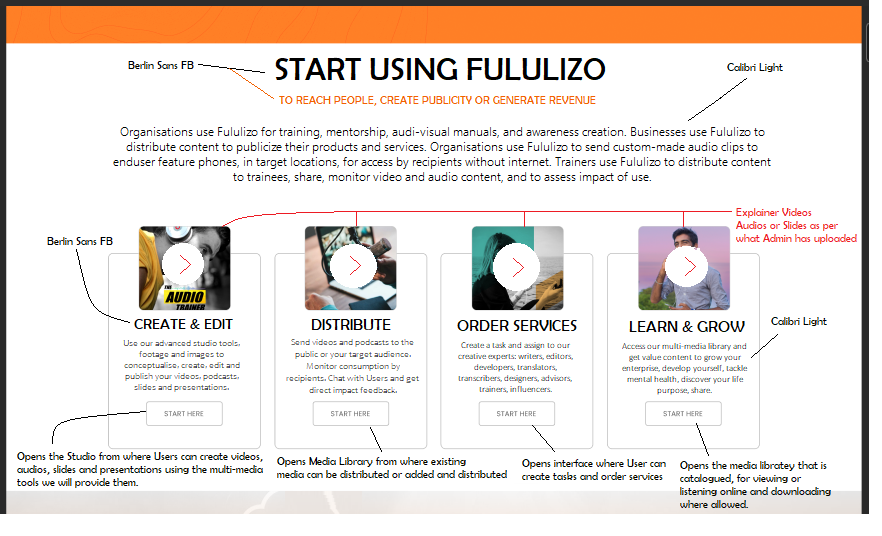 Berlin Sans FB
START USING FULULIZO
Calibri Light
TO REACH PEOPLE, CREATE PUBLICITY OR GENERATE REVENUE
Organisations use Fululizo for training, mentorship, audi-visual manuals, and awareness creation. Businesses use Fululizo to
distribute content to publicize their products and services. Organisations use Fululizo to send custom-made audio clips to
enduser feature phones, in target locations, for access by recipients without internet. Trainers use Fululizo to distribute content
to trainees, share, monitor video and audio content, and to assess impact of use.
Explainer Videos
Audios or Slides as per
what Admin has uploaded
Berlin Sans FB
THE
AUDIO
TRAINER
CREATE & EDIT
Use our advanced studio tools,
footage and images to
conceptualise, create, edit and
publish your videos, podcasts,
slides and presentations.
START HERE
DISTRIBUTE
Send videos and podcasts to the
public or your target audience.
Monitor consumption by
recipients. Chat with Users and get
direct impact feedback.
START HERE
ORDER SERVICES
Create a task and assign to our
creative experts: writers, editors,
developers, translators,
transcribers, designers, advisors,
trainers, influencers.
START HERE
LEARN & GROW
Access our multi-media library and
get value content to grow your
enterprise, develop yourself, tackle
mental health, discover your life
purpose, share.
START HERE
Calibri Light
Opens the Studio from where Users can create videos,
audios, slides and presentations using the multi-media
tools we will provide them.
Opens Media Library from where existing
media can be distributed or added and distributed
Opens interface where User can
create tasks and order services
Opens the media libratey that is
catalogued, for viewing or
listening online and downloading
where allowed.